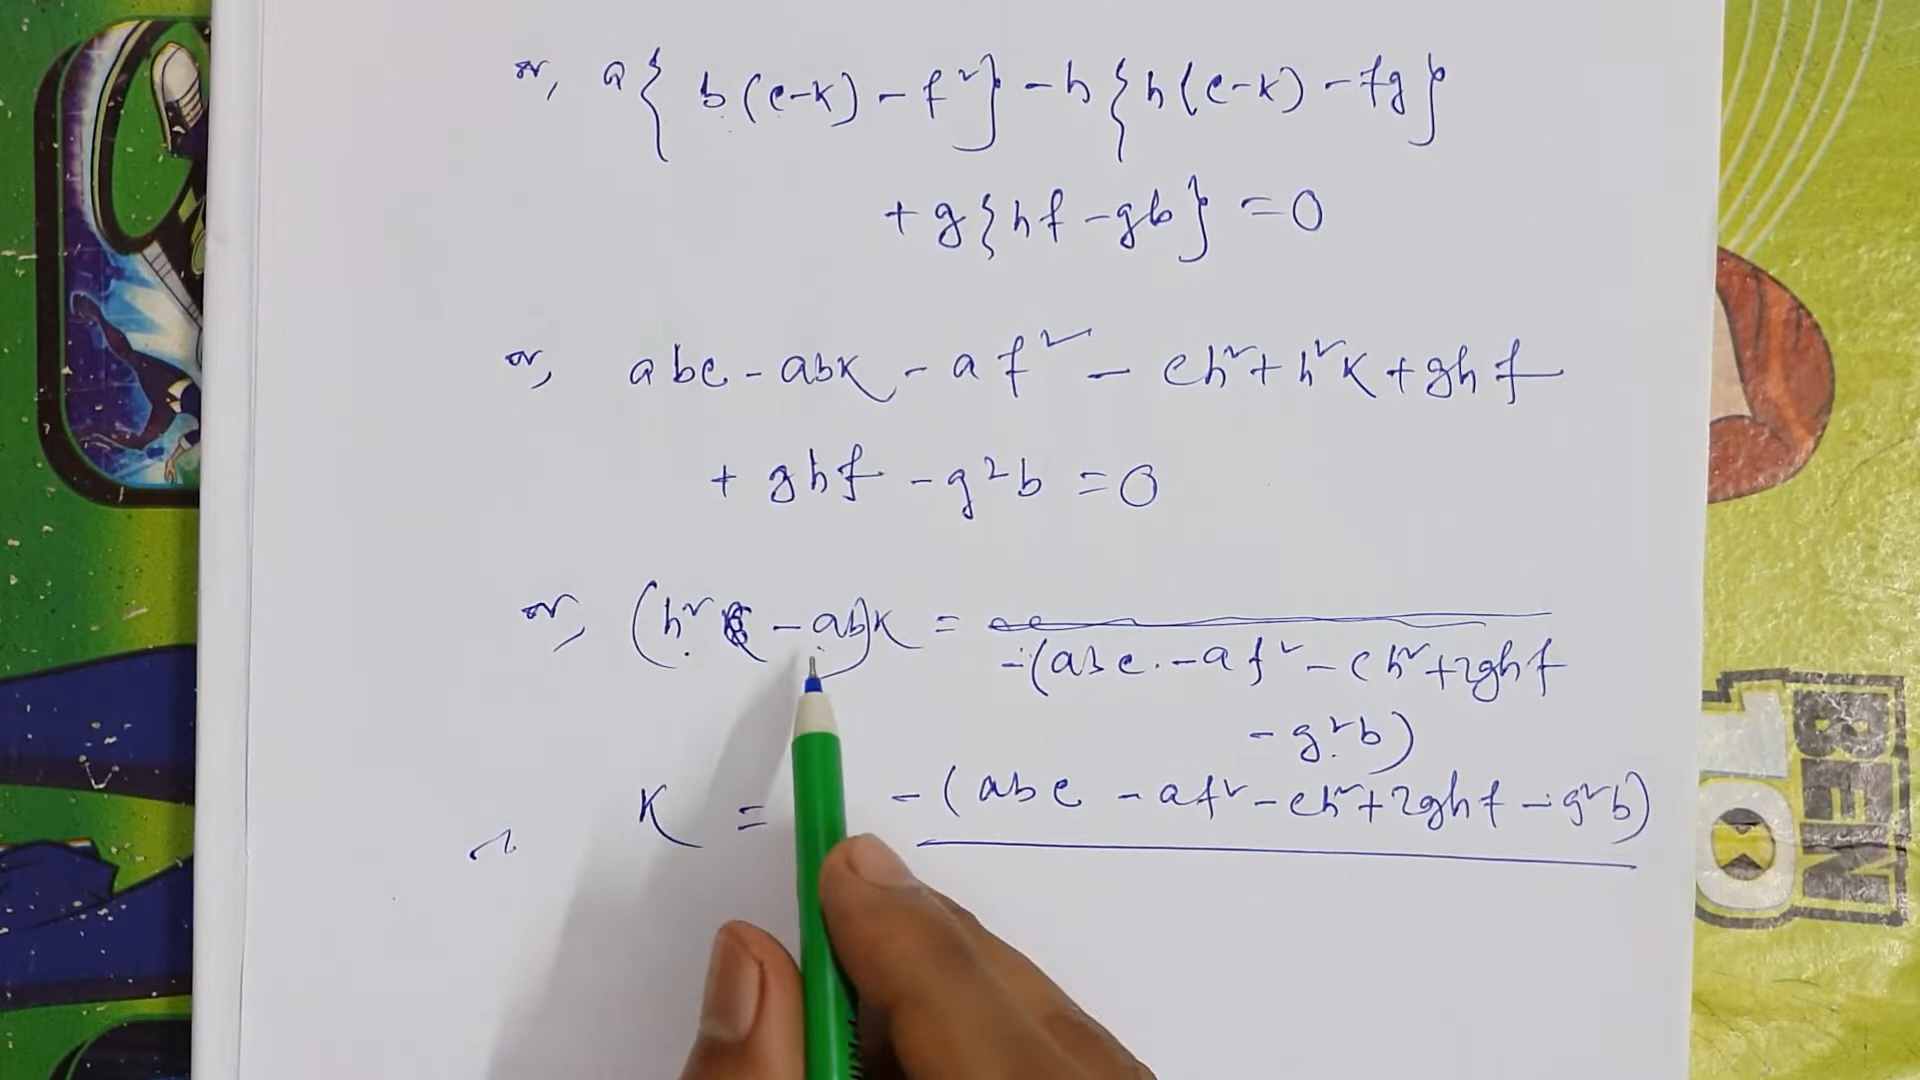 or, a{ b(c-k) - f²} - h{h(c-k) - fg}
+ g{hf - gb} = 0
or, abc - abk - af² - ch² + h²k + ghf
+ ghf - g²b = 0
or, (h² - ab)k =
-(abc - af² - ch² + 2ghf
- g²b)
k = -(abc - af² - ch² + 2ghf - g²b)
BEN
10